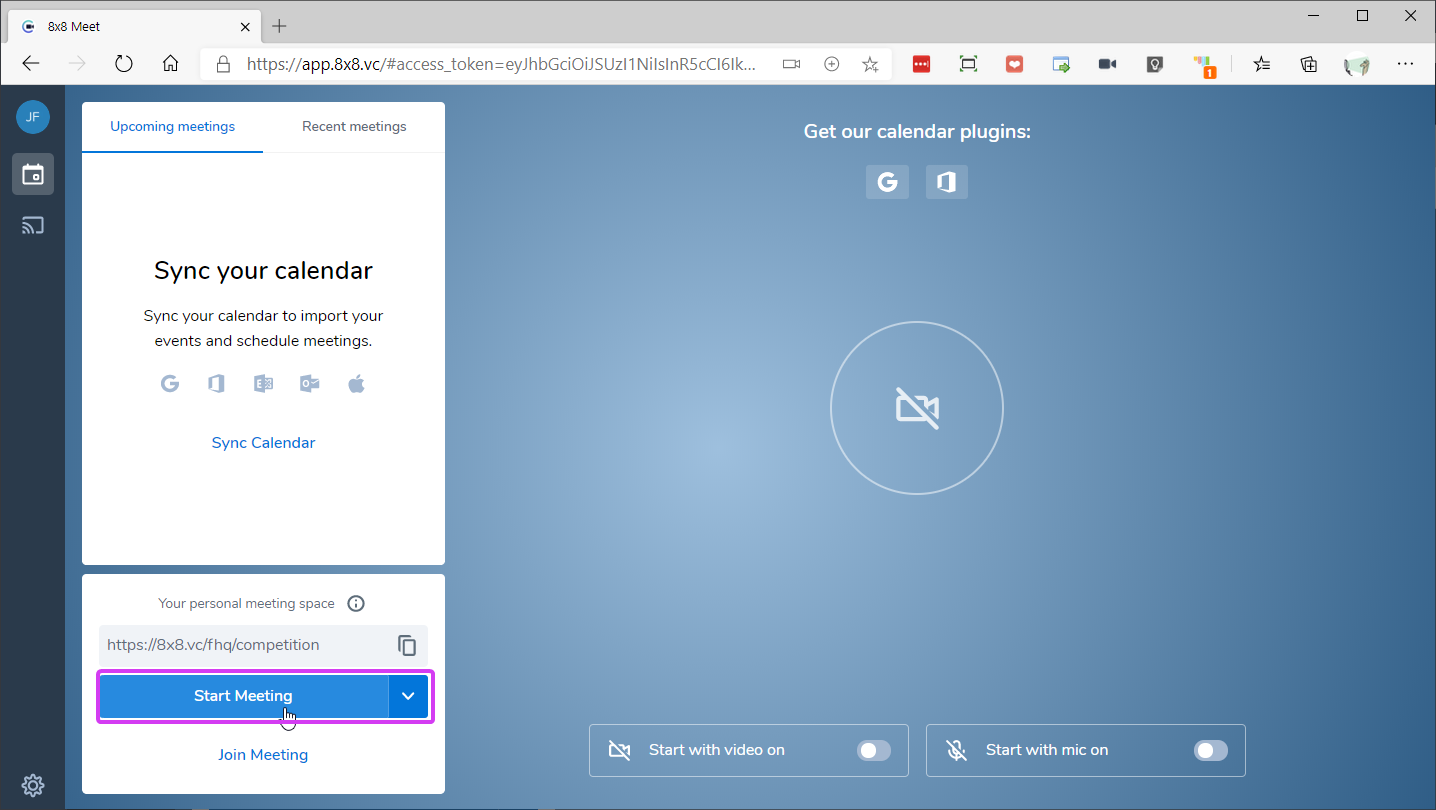 8x8 Meet
https://app.8x8.vc/#access_token=eyJhbGciOiJSUzI1NiIsInR5cCI6Ik...
1
JF
Upcoming meetings
Recent meetings
Sync your calendar
Sync your calendar to import your
events and schedule meetings.
Sync Calendar
Your personal meeting space
https://8x8.vc/fhq/competition
Start Meeting
Join Meeting
Get our calendar plugins:
Start with video on
Start with mic on